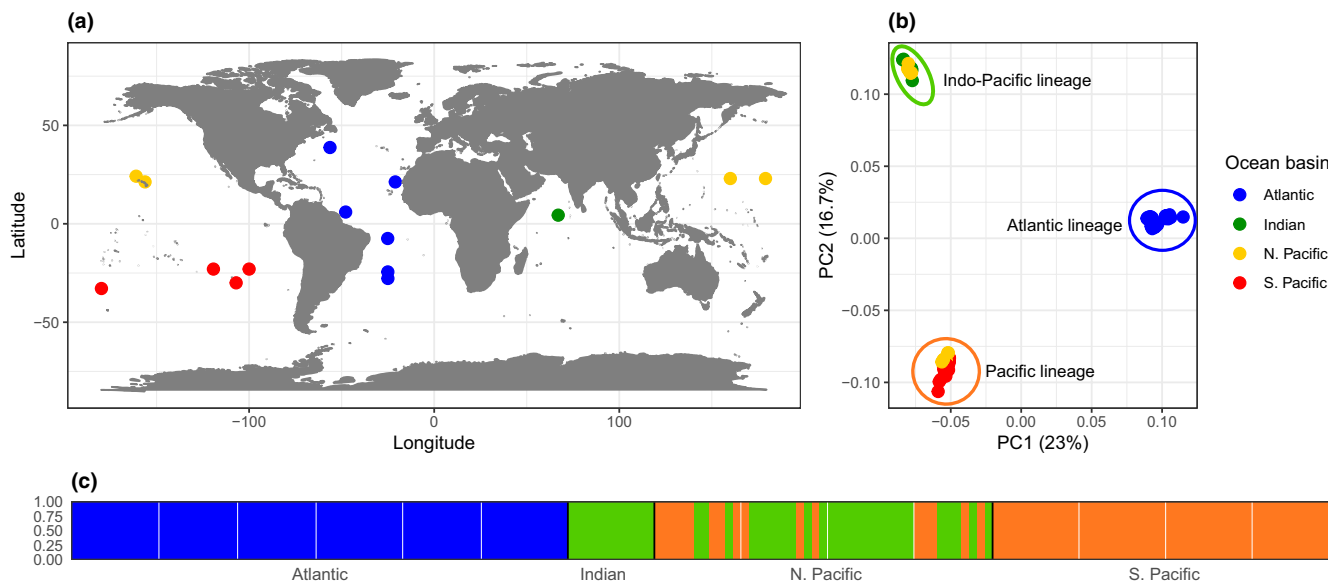 (a)
(b)
50
0
−50
Latitude
−100
0
100
Longitude
0.10
0.05
0.00
−0.05
−0.10
PC2 (16.7%)
Indo-Pacific lineage
Atlantic lineage
Pacific lineage
−0.05
0.00
0.05
0.10
PC1 (23%)
Ocean basin
Atlantic
Indian
N. Pacific
S. Pacific
(c)
1.00
0.75
0.50
0.25
0.00
Atlantic
Indian
N. Pacific
S. Pacific